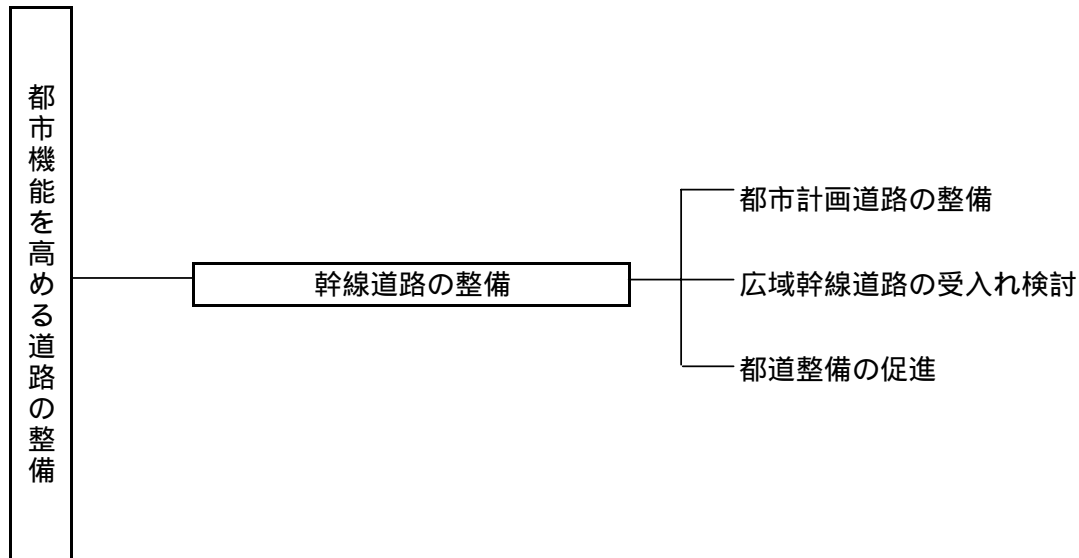 都市機能を高める道路の整備
幹線道路の整備
都市計画道路の整備
広域幹線道路の受入れ検討
都道整備の促進